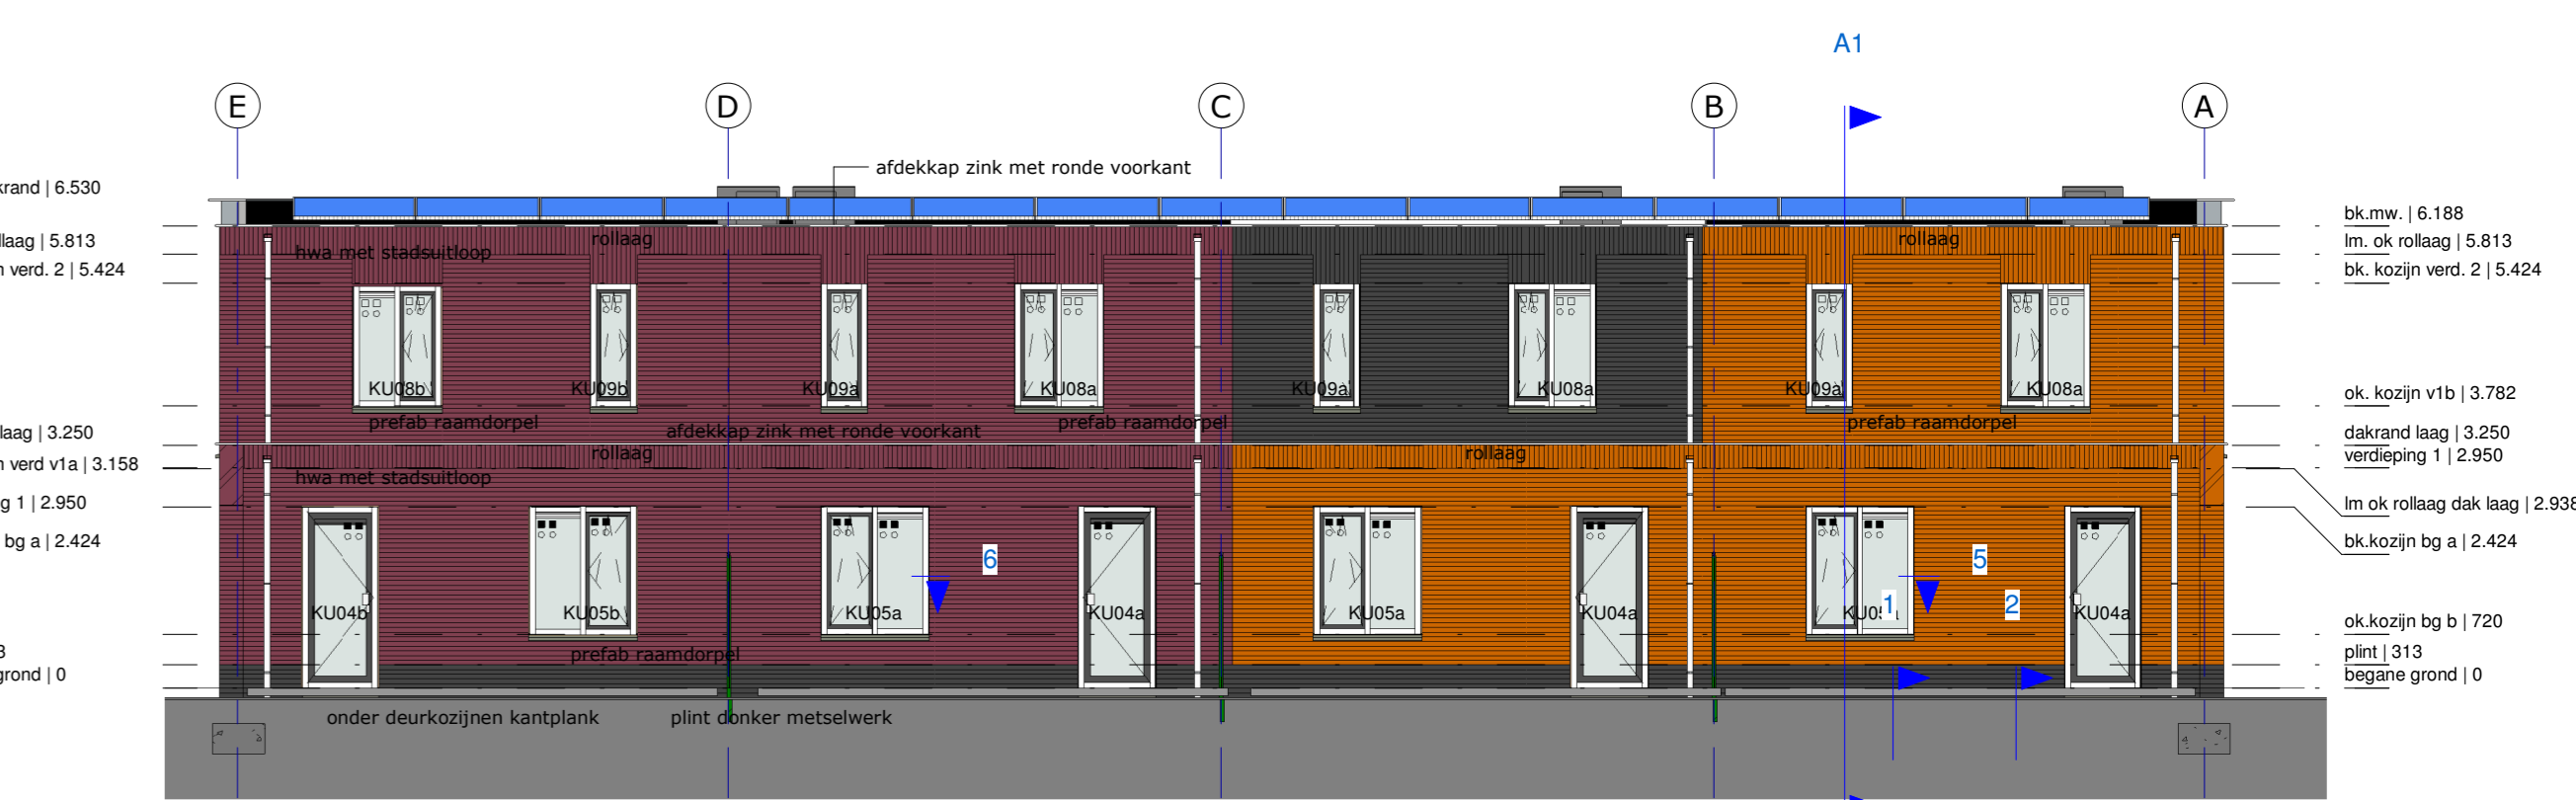 A1
E
D
C
B
A
afdekkap zink met ronde voorkant
krand | 6.530
bk.mw. | 6.188
llaag | 5.813
rollaag
rollaag
lm. ok rollaag | 5.813
hwa met stadsuitloop
n verd. 2 | 5.424
bk. kozijn verd. 2 | 5.424
KU08b
KU09b
KU09a
KU08a
KU09a
KU08a
KU09a
KU08a
ok. kozijn v1b | 3.782
prefab raamdorpel
prefab raamdorpel
prefab raamdorpel
laag | 3.250
afdekkap zink met ronde voorkant
dakrand laag | 3.250
rollaag
rollaag
verdieping 1 | 2.950
n verd v1a | 3.158
hwa met stadsuitloop
g 1 | 2.950
lm ok rollaag dak laag | 2.938
bg a | 2.424
bk.kozijn bg a | 2.424
6
5
1
2
KU04b
KU05b
KU05a
KU04a
KU05a
KU04a
KU04a
ok.kozijn bg b | 720
3
prefab raamdorpel
plint | 313
grond | 0
begane grond | 0
onder deurkozijnen kantplank
plint donker metselwerk